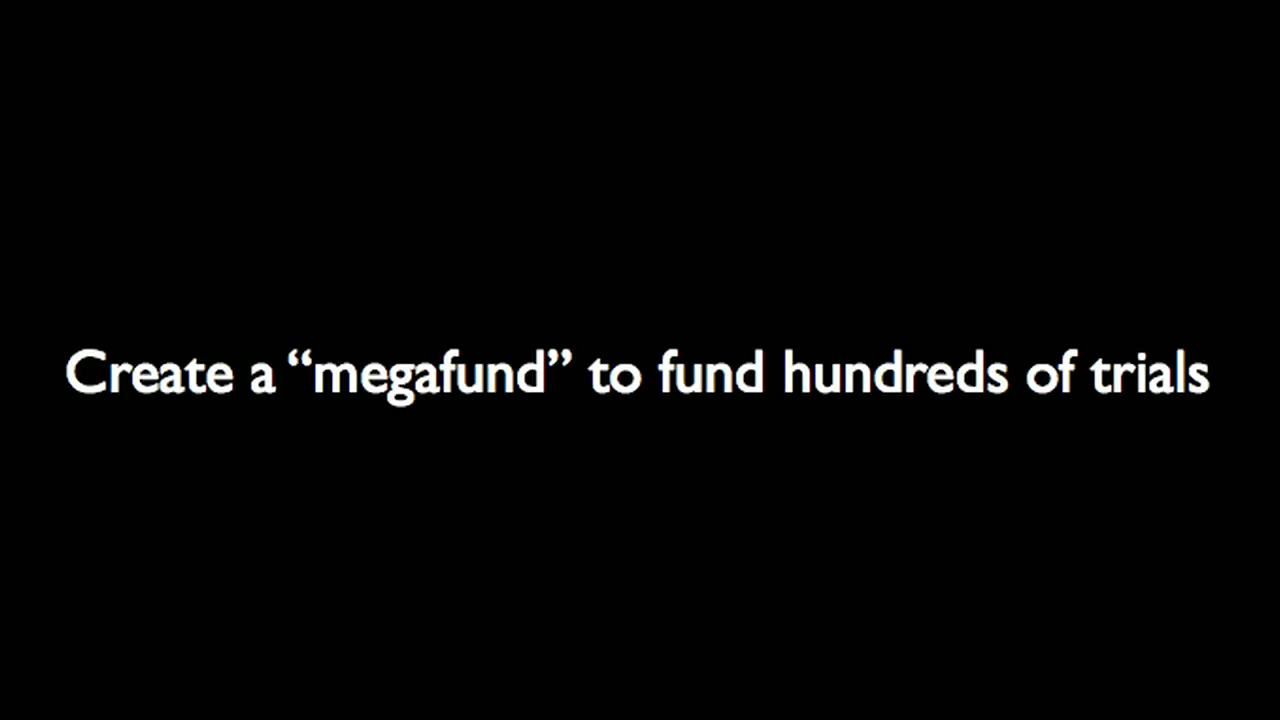 Create a “megafund” to fund hundreds of trials